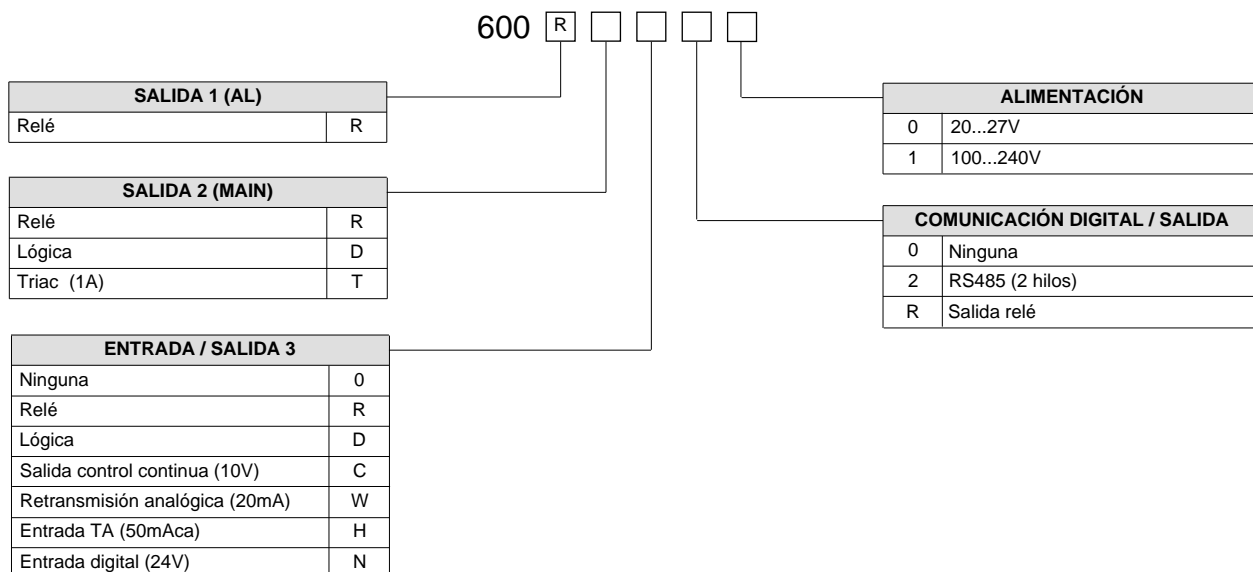 600 R
SALIDA 1 (AL)
Relé R
SALIDA 2 (MAIN)
Relé R
Lógica D
Triac (1A) T
ENTRADA / SALIDA 3
Ninguna 0
Relé R
Lógica D
Salida control continua (10V) C
Retransmisión analógica (20mA) W
Entrada TA (50mAca) H
Entrada digital (24V) N
ALIMENTACIÓN
0 20...27V
1 100...240V
COMUNICACIÓN DIGITAL / SALIDA
0 Ninguna
2 RS485 (2 hilos)
R Salida relé